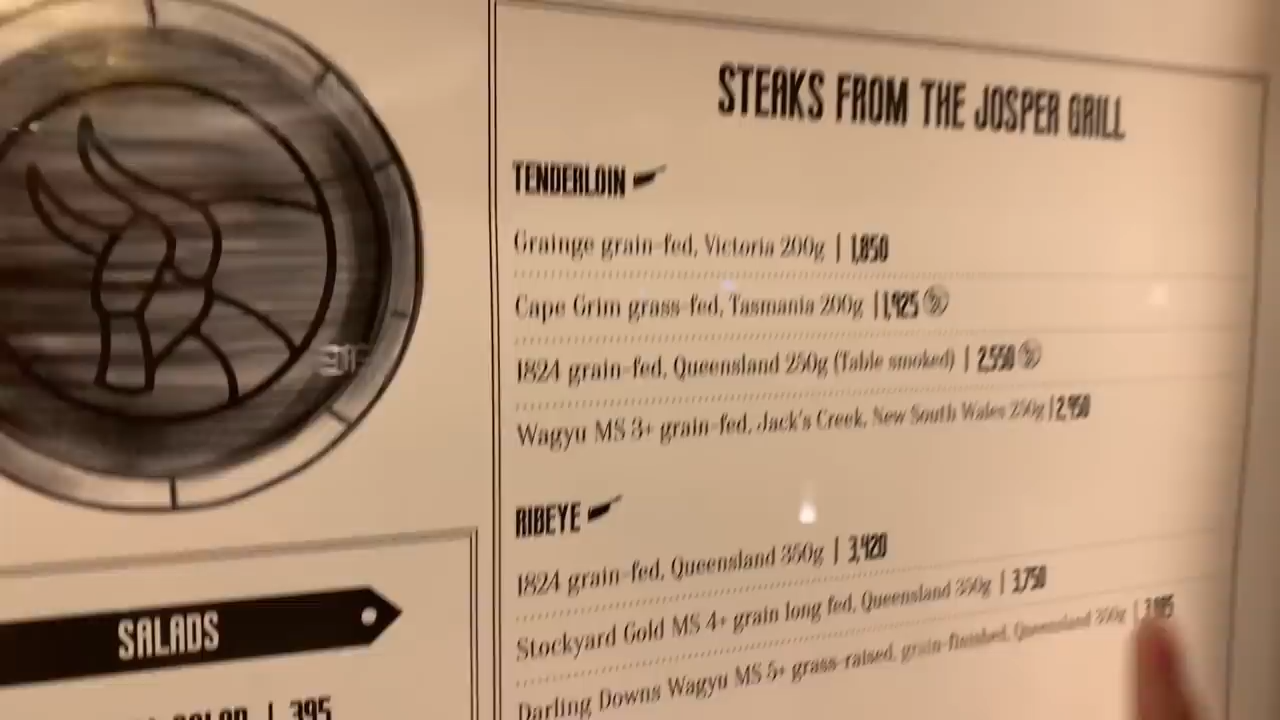 STEAKS FROM THE JOSPER GRILL
TENDERLOIN
Grainge grain-fed, Victoria 200g | 1,850
Cape Grim grass-fed, Tasmania 200g | 1,925
1824 grain-fed, Queensland 250g (Table smoked) | 2,550
Wagyu MS 3+ grain-fed, Jack's Creek, New South Wales 250g | 2,950
RIBEYE
1824 grain-fed, Queensland 350g | 3,420
Stockyard Gold MS 4+ grain long fed, Queensland 350g | 3,750
Darling Downs Wagyu MS 5+ grass-raised, grain-finished, Queensland 350g |
SALADS
| 395